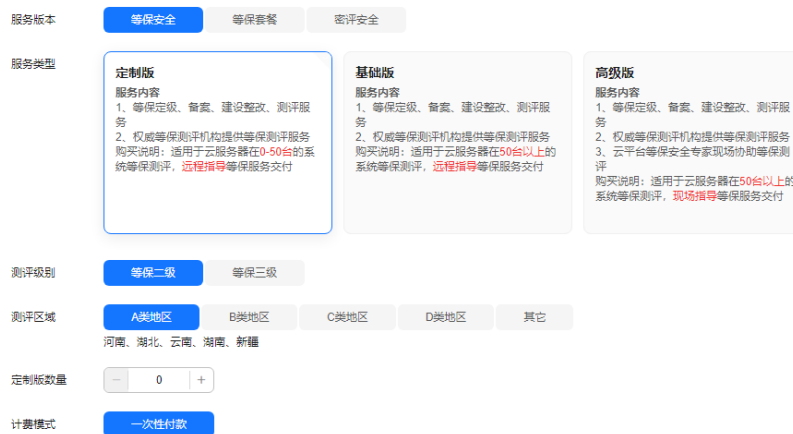 服务版本
等保安全 等保套餐 密评安全
服务类型
定制版
服务内容
1、等保定级、备案、建设整改、测评服
务
2、权威等保测评机构提供等保测评服务
购买说明：适用于云服务器在0-50台的系
统等保测评，远程指导等保服务交付
基础版
服务内容
1、等保定级、备案、建设整改、测评服
务
2、权威等保测评机构提供等保测评服务
购买说明：适用于云服务器在50台以上的
系统等保测评，远程指导等保服务交付
高级版
服务内容
1、等保定级、备案、建设整改、测评服
务
2、权威等保测评机构提供等保测评服务
3、云平台等保安全专家现场协助等保测
评
购买说明：适用于云服务器在50台以上的
系统等保测评，现场指导等保服务交付
测评级别
等保二级 等保三级
测评区域
A类地区 B类地区 C类地区 D类地区 其它
河南、湖北、云南、湖南、新疆
定制版数量
− 0 +
计费模式
一次性付款